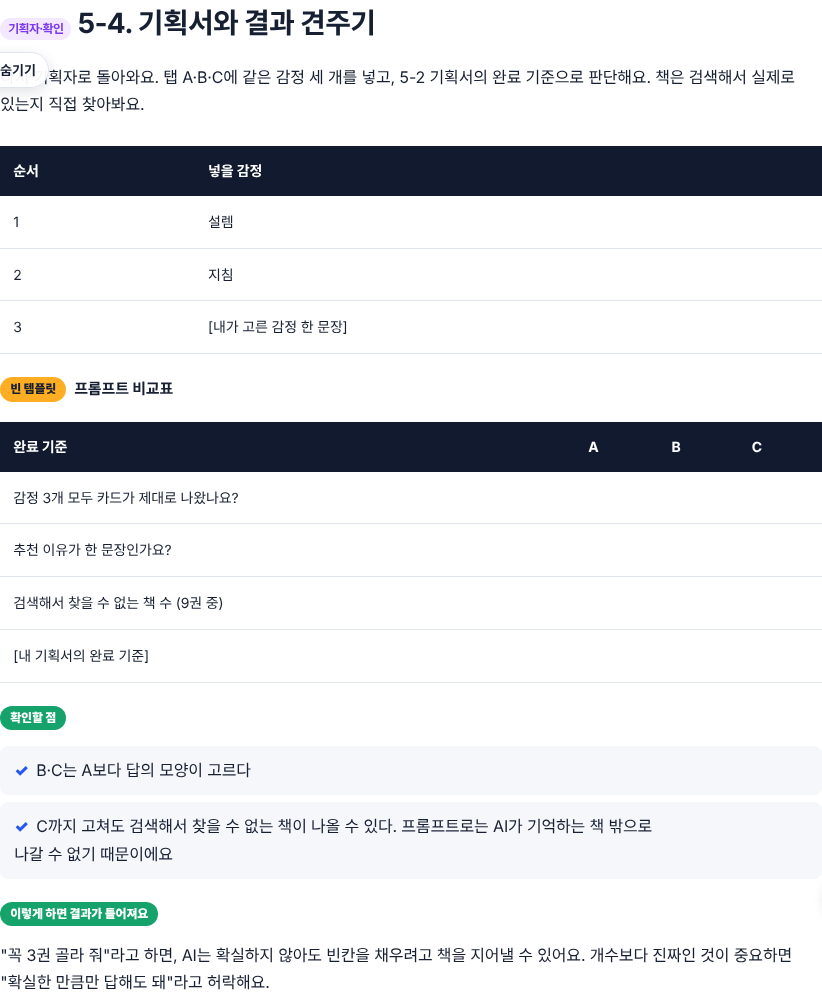 기획자·확인 5-4. 기획서와 결과 견주기
숨기기
획자로 돌아와요. 탭 A·B·C에 같은 감정 세 개를 넣고, 5-2 기획서의 완료 기준으로 판단해요. 책은 검색해서 실제로
있는지 직접 찾아봐요.
순서 넣을 감정
1 설렘
2 지침
3 [내가 고른 감정 한 문장]
빈 템플릿 프롬프트 비교표
완료 기준 A B C
감정 3개 모두 카드가 제대로 나왔나요?
추천 이유가 한 문장인가요?
검색해서 찾을 수 없는 책 수 (9권 중)
[내 기획서의 완료 기준]
확인할 점
✔ B·C는 A보다 답의 모양이 고르다
✔ C까지 고쳐도 검색해서 찾을 수 없는 책이 나올 수 있다. 프롬프트로는 AI가 기억하는 책 밖으로
나갈 수 없기 때문이에요
이렇게 하면 결과가 틀어져요
"꼭 3권 골라 줘"라고 하면, AI는 확실하지 않아도 빈칸을 채우려고 책을 지어낼 수 있어요. 개수보다 진짜인 것이 중요하면
"확실한 만큼만 답해도 돼"라고 허락해요.